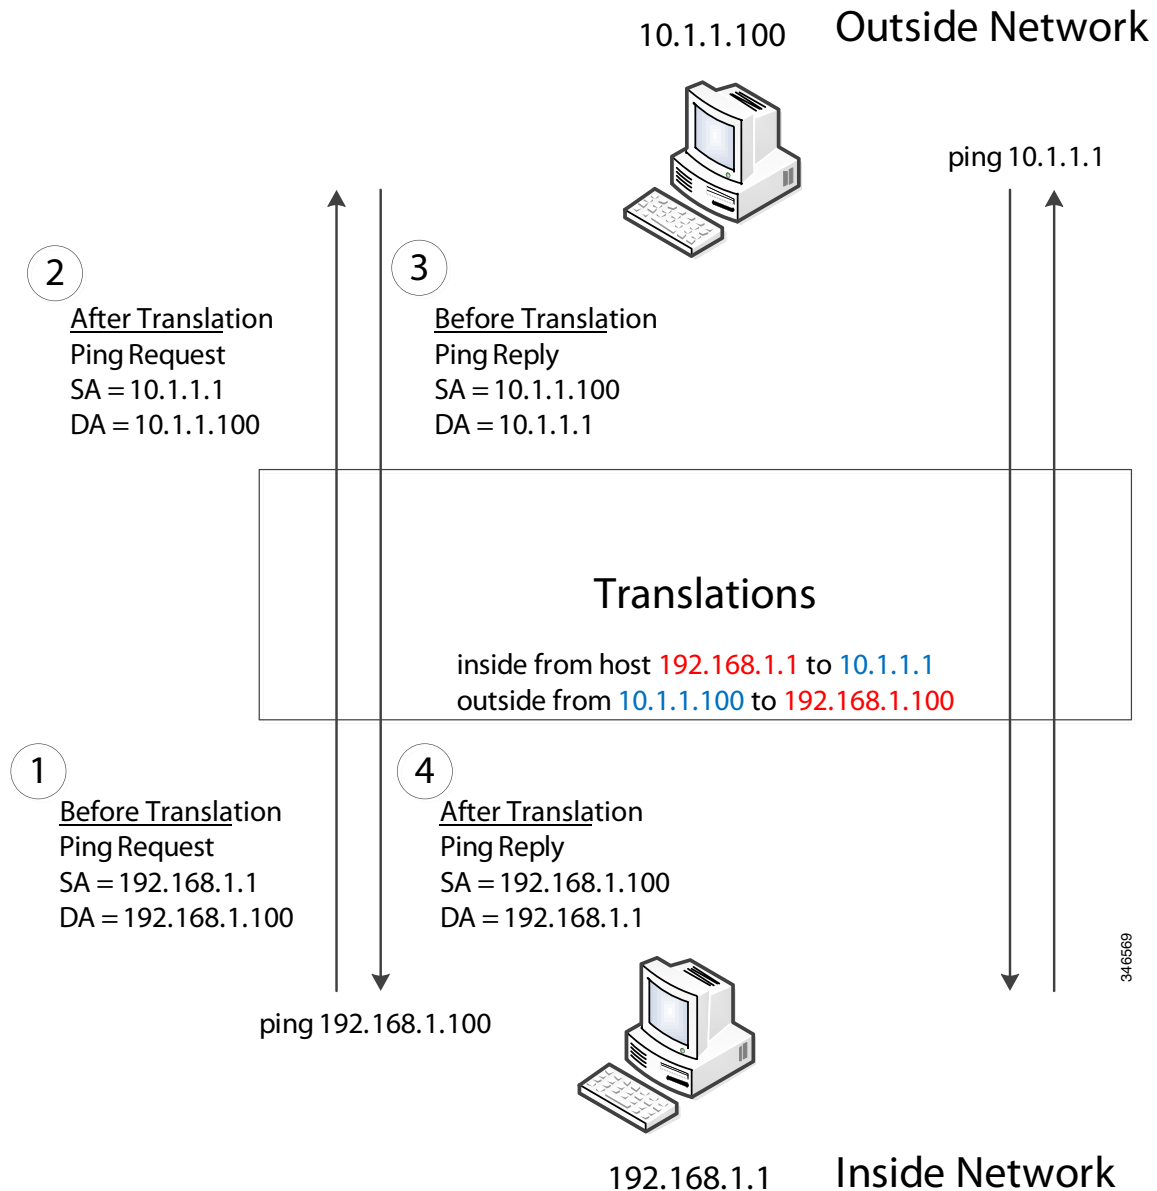 10.1.1.100
Outside Network
ping 10.1.1.1
2
After Translation
Ping Request
SA = 10.1.1.1
DA = 10.1.1.100
3
Before Translation
Ping Reply
SA = 10.1.1.100
DA = 10.1.1.1
Translations
inside from host 192.168.1.1 to 10.1.1.1
outside from 10.1.1.100 to 192.168.1.100
1
Before Translation
Ping Request
SA = 192.168.1.1
DA = 192.168.1.100
4
After Translation
Ping Reply
SA = 192.168.1.100
DA = 192.168.1.1
346569
ping 192.168.1.100
192.168.1.1
Inside Network